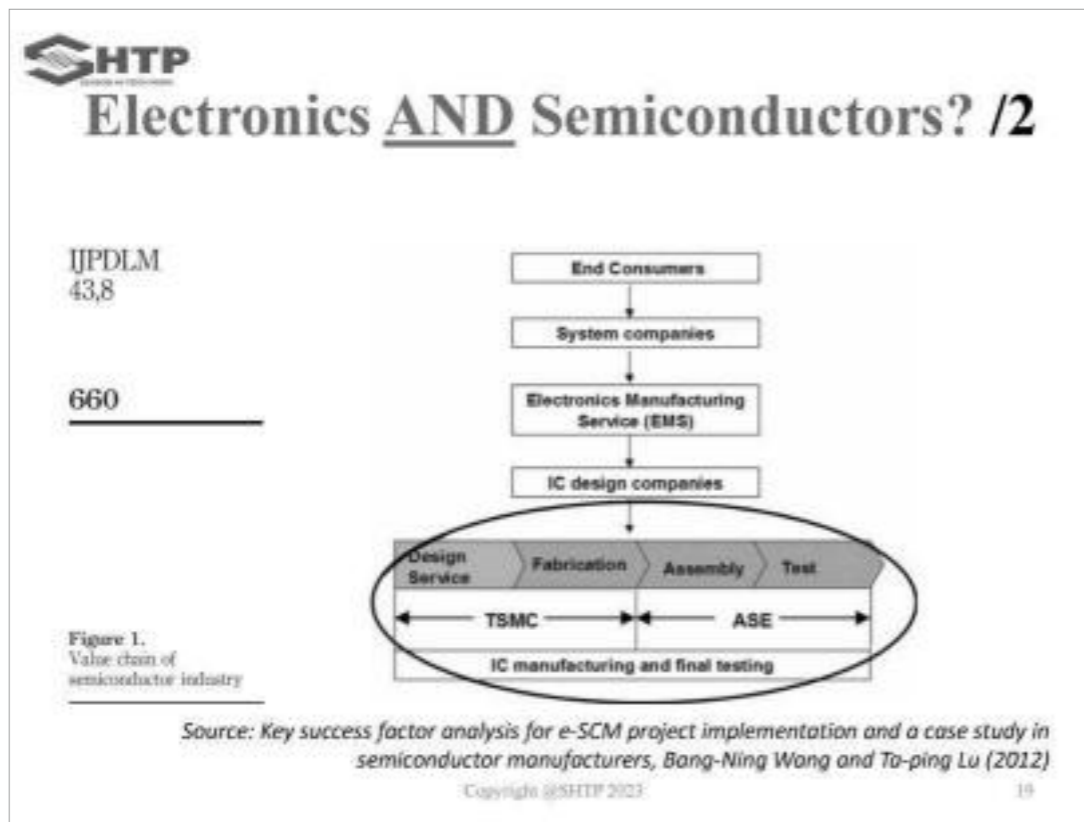 SHTP
Electronics AND Semiconductors? /2
IJPDLM
43,8
660
End Consumers
System companies
Electronics Manufacturing
Service (EMS)
IC design companies
Design
Service
Fabrication
Assembly
Test
TSMC
ASE
IC manufacturing and final testing
Figure 1.
Value chain of
semiconductor industry
Source: Key success factor analysis for e-SCM project implementation and a case study in
semiconductor manufacturers, Bang-Ning Wang and Ta-ping Lu (2012)
Copyright @SHTP 2023
19